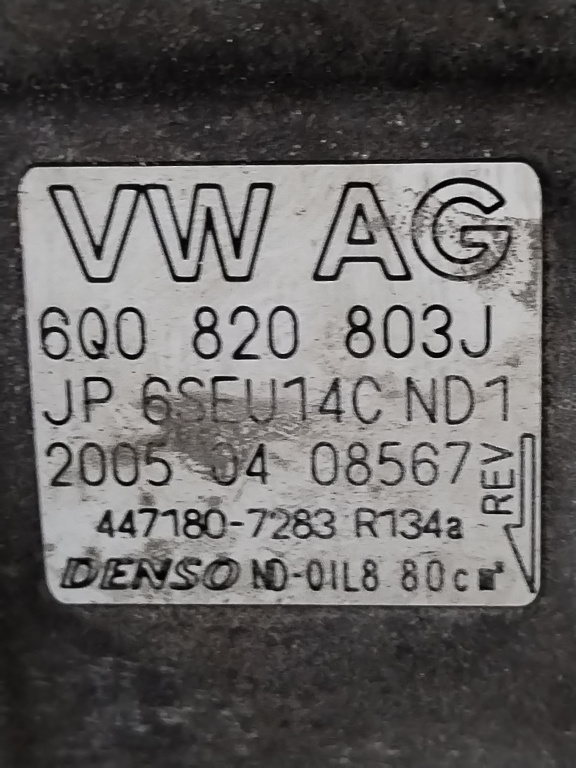 VW AG
6Q0 820 803J
JP 6SEU14C ND1
2005 04 08567
REV
447180-7283 R134a
DENSO ND-OIL8 80cm³